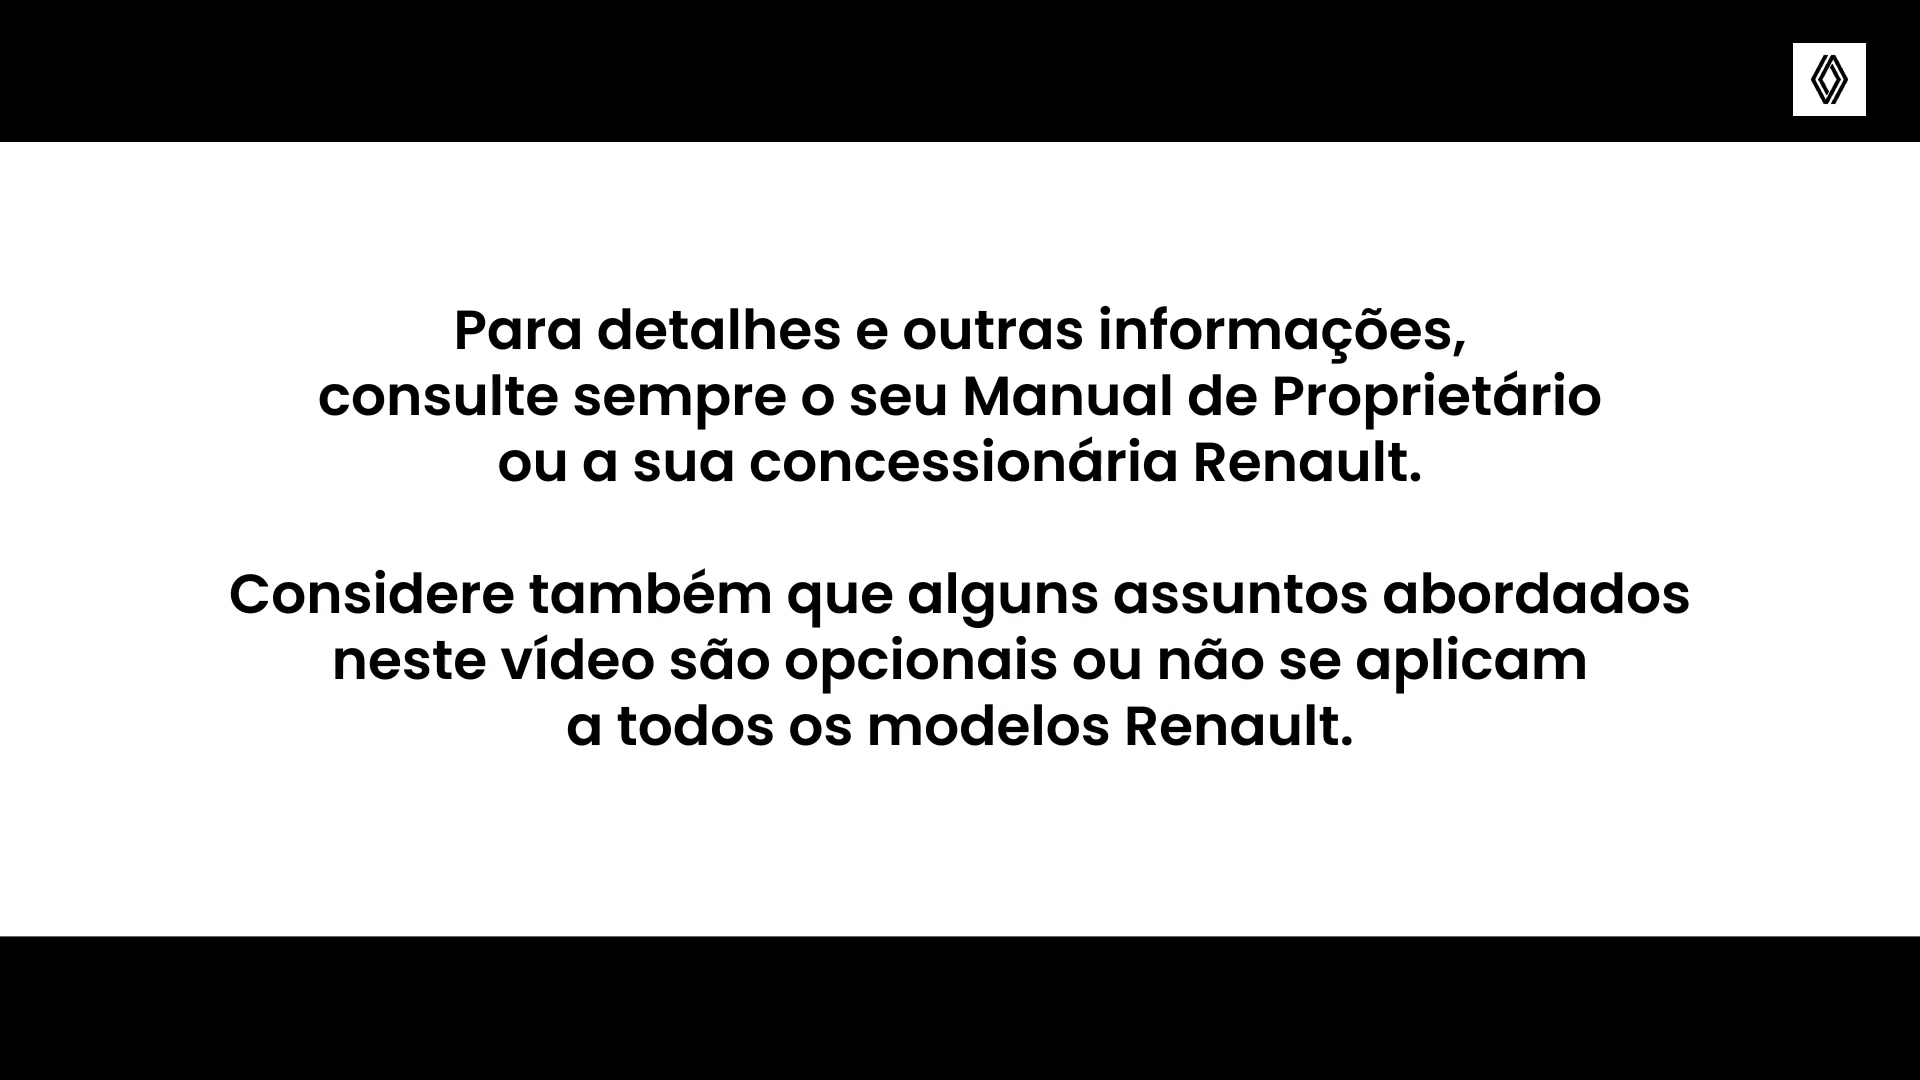 Para detalhes e outras informações,
consulte sempre o seu Manual de Proprietário
ou a sua concessionária Renault.
Considere também que alguns assuntos abordados
neste vídeo são opcionais ou não se aplicam
a todos os modelos Renault.